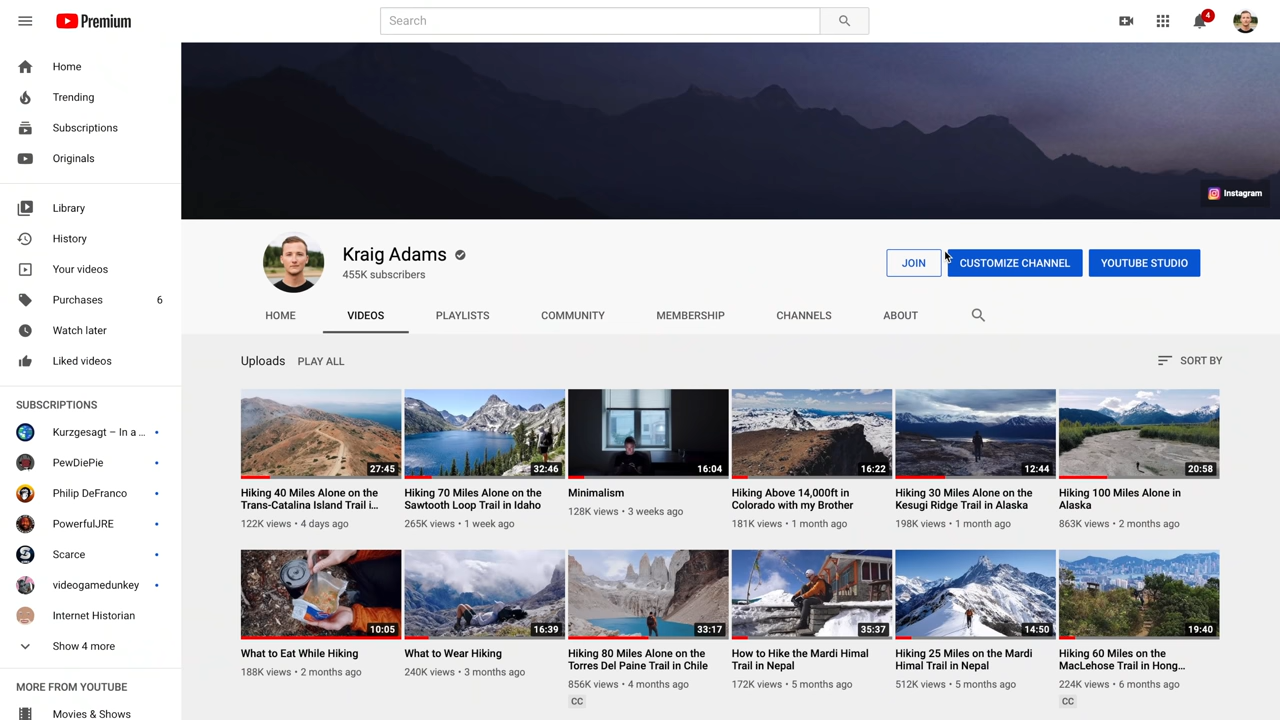 Premium
Search
4
Home
Trending
Subscriptions
Originals
Library
History
Your videos
Purchases 6
Watch later
Liked videos
SUBSCRIPTIONS
Kurzgesagt – In a ...
PewDiePie
Philip DeFranco
PowerfulJRE
Scarce
videogamedunkey
Internet Historian
Show 4 more
MORE FROM YOUTUBE
Movies & Shows
Instagram
Kraig Adams
455K subscribers
JOIN
CUSTOMIZE CHANNEL
YOUTUBE STUDIO
HOME VIDEOS PLAYLISTS COMMUNITY MEMBERSHIP CHANNELS ABOUT
Uploads PLAY ALL
SORT BY
27:45
Hiking 40 Miles Alone on the
Trans-Catalina Island Trail i...
122K views • 4 days ago
32:46
Hiking 70 Miles Alone on the
Sawtooth Loop Trail in Idaho
265K views • 1 week ago
16:04
Minimalism
128K views • 3 weeks ago
16:22
Hiking Above 14,000ft in
Colorado with my Brother
181K views • 1 month ago
12:44
Hiking 30 Miles Alone on the
Kesugi Ridge Trail in Alaska
198K views • 1 month ago
20:58
Hiking 100 Miles Alone in
Alaska
863K views • 2 months ago
10:05
What to Eat While Hiking
188K views • 2 months ago
16:39
What to Wear Hiking
240K views • 3 months ago
33:17
Hiking 80 Miles Alone on the
Torres Del Paine Trail in Chile
856K views • 4 months ago
CC
35:37
How to Hike the Mardi Himal
Trail in Nepal
172K views • 5 months ago
14:50
Hiking 25 Miles on the Mardi
Himal Trail in Nepal
512K views • 5 months ago
19:40
Hiking 60 Miles on the
MacLehose Trail in Hong...
224K views • 6 months ago
CC